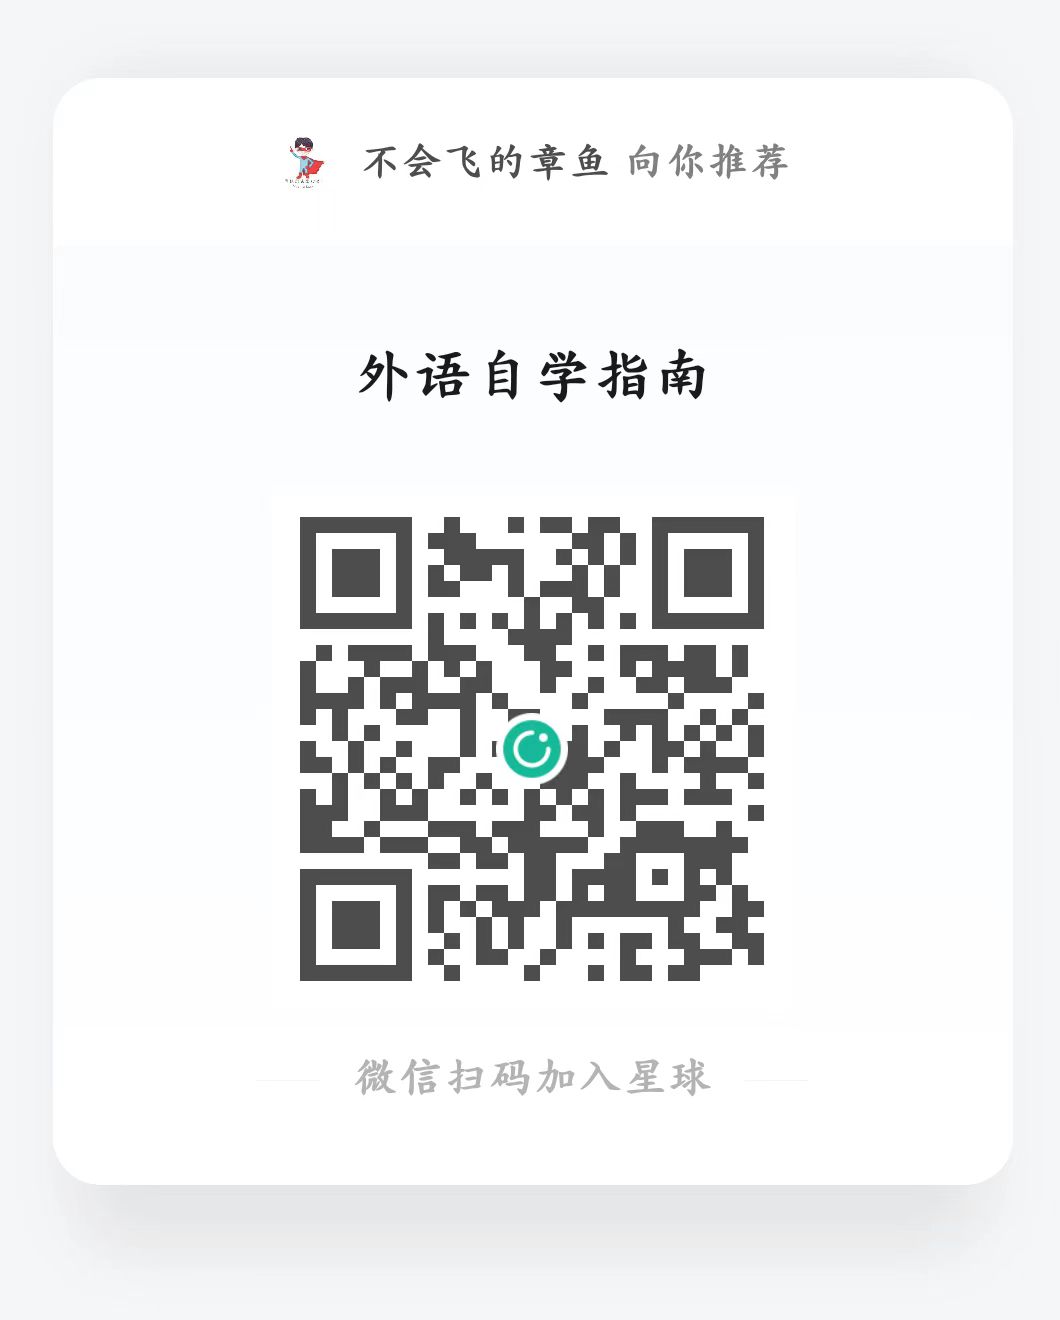 不会飞的章鱼 向你推荐
外语自学指南
微信扫码加入星球